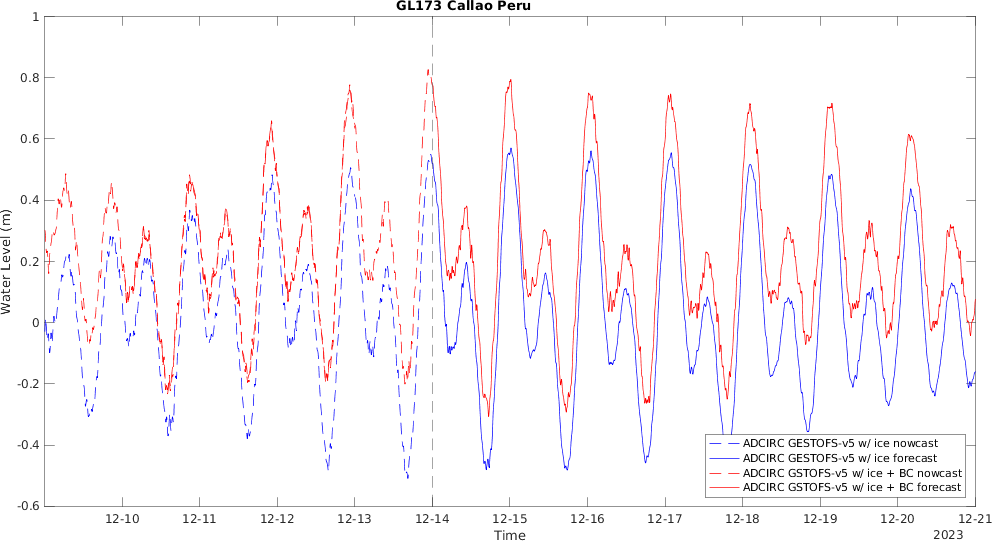 GL173 Callao Peru
1
0.8
0.6
0.4
0.2
0
-0.2
-0.4
-0.6
Water Level (m)
ADCIRC GESTOFS-v5 w/ ice nowcast
ADCIRC GESTOFS-v5 w/ ice forecast
ADCIRC GSTOFS-v5 w/ ice + BC nowcast
ADCIRC GSTOFS-v5 w/ ice + BC forecast
12-10 12-11 12-12 12-13 12-14 12-15 12-16 12-17 12-18 12-19 12-20 12-21
Time
2023